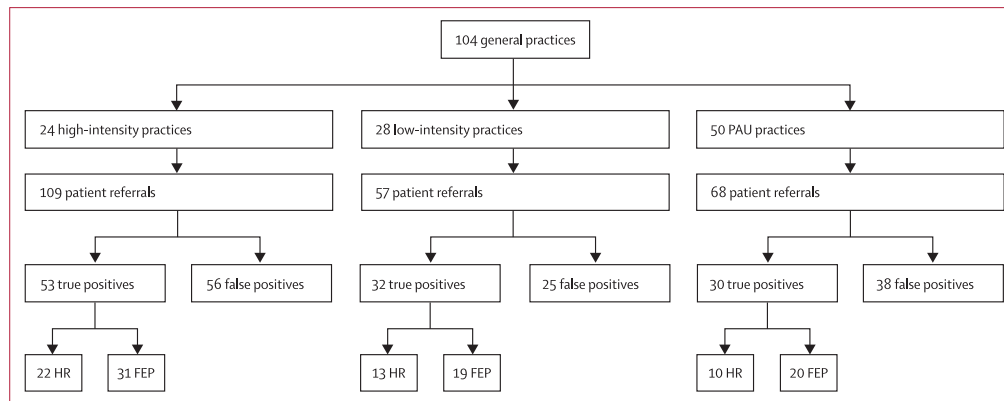 104 general practices
24 high-intensity practices
28 low-intensity practices
50 PAU practices
109 patient referrals
57 patient referrals
68 patient referrals
53 true positives
56 false positives
32 true positives
25 false positives
30 true positives
38 false positives
22 HR
31 FEP
13 HR
19 FEP
10 HR
20 FEP